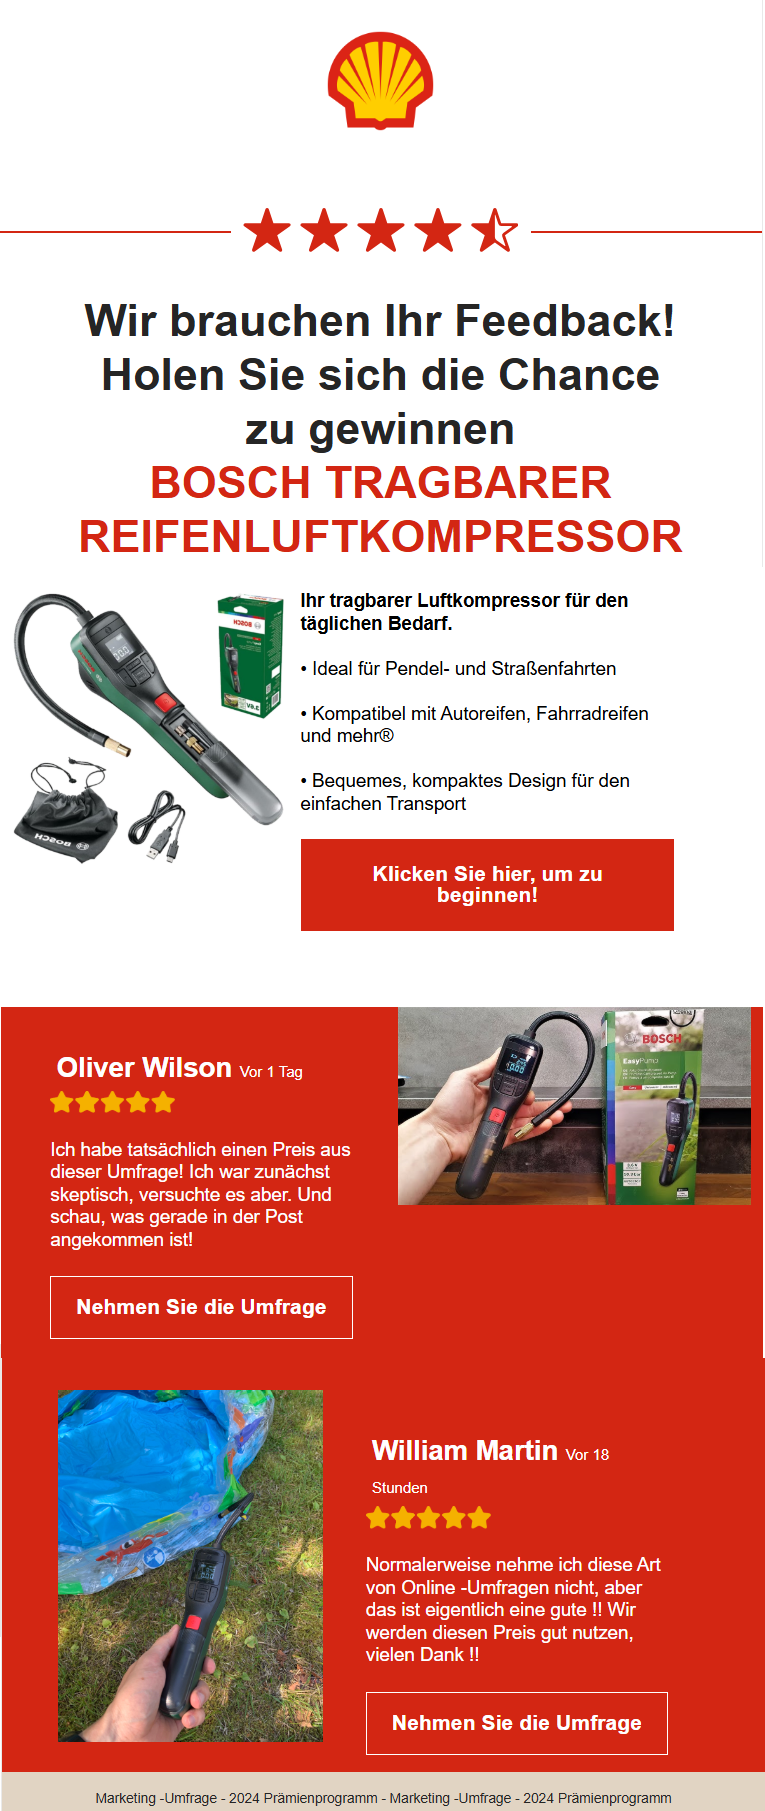 Wir brauchen Ihr Feedback!
Holen Sie sich die Chance
zu gewinnen
BOSCH TRAGBARER
REIFENLUFTKOMPRESSOR
Ihr tragbarer Luftkompressor für den
täglichen Bedarf.
• Ideal für Pendel- und Straßenfahrten
• Kompatibel mit Autoreifen, Fahrradreifen
und mehr®
• Bequemes, kompaktes Design für den
einfachen Transport
BOSCH
BOSCH
Klicken Sie hier, um zu
beginnen!
Oliver Wilson Vor 1 Tag
Ich habe tatsächlich einen Preis aus
dieser Umfrage! Ich war zunächst
skeptisch, versuchte es aber. Und
schau, was gerade in der Post
angekommen ist!
Nehmen Sie die Umfrage
BOSCH
EasyPump
William Martin Vor 18
Stunden
Normalerweise nehme ich diese Art
von Online -Umfragen nicht, aber
das ist eigentlich eine gute !! Wir
werden diesen Preis gut nutzen,
vielen Dank !!
Nehmen Sie die Umfrage
Marketing -Umfrage - 2024 Prämienprogramm - Marketing -Umfrage - 2024 Prämienprogramm